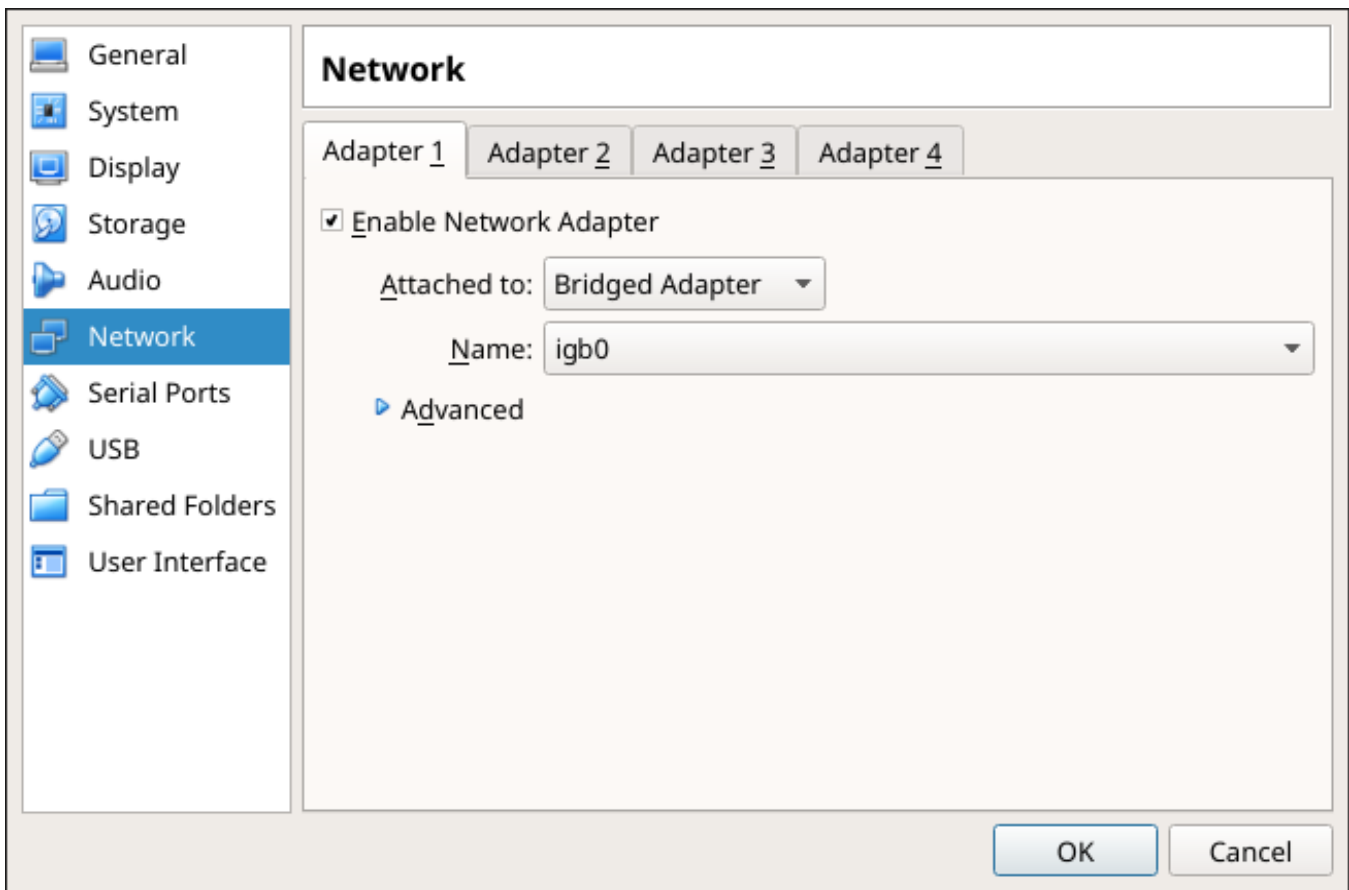 General
System
Display
Storage
Audio
Network
Serial Ports
USB
Shared Folders
User Interface
Network
Adapter 1 Adapter 2 Adapter 3 Adapter 4
Enable Network Adapter
Attached to: Bridged Adapter
Name: igb0
Advanced
OK Cancel